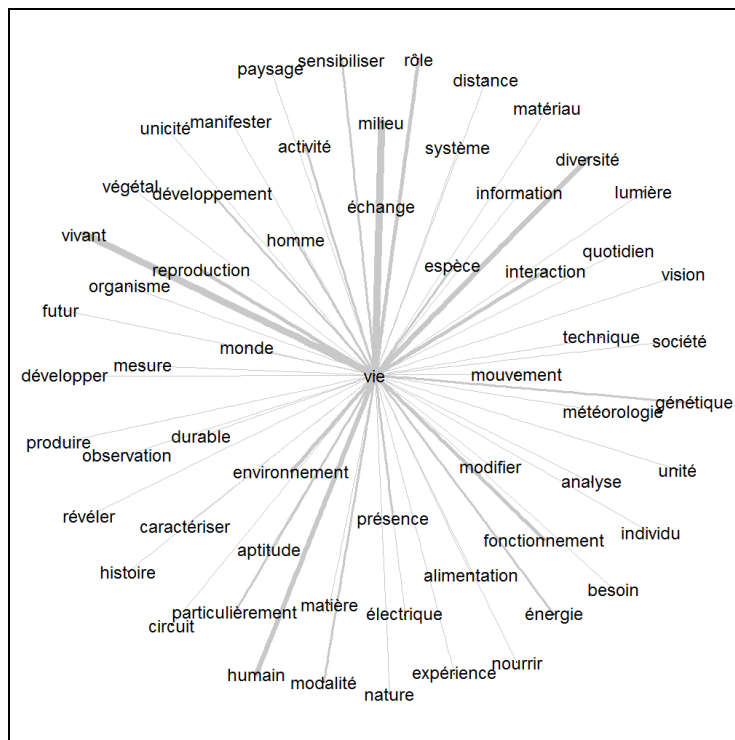 sensibiliser
rôle
paysage
distance
matériau
milieu
unicité
manifester
activité
système
diversité
végétal
développement
information
lumière
échange
vivant
homme
quotidien
reproduction
espèce
interaction
vision
organisme
futur
technique
société
monde
mesure
développer
vie
mouvement
génétique
météorologie
produire
durable
observation
environnement
modifier
unité
analyse
révéler
caractériser
présence
individu
aptitude
fonctionnement
histoire
alimentation
besoin
circuit
particulièrement
matière
électrique
énergie
humain
modalité
nature
expérience
nourrir